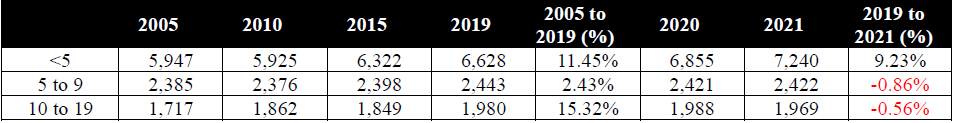 2005 2010 2015 2019 2005 to 2019 (%) 2020 2021 2019 to 2021 (%)
<5 5,947 5,925 6,322 6,628 11.45% 6,855 7,240 9.23%
5 to 9 2,385 2,376 2,398 2,443 2.43% 2,421 2,422 -0.86%
10 to 19 1,717 1,862 1,849 1,980 15.32% 1,988 1,969 -0.56%